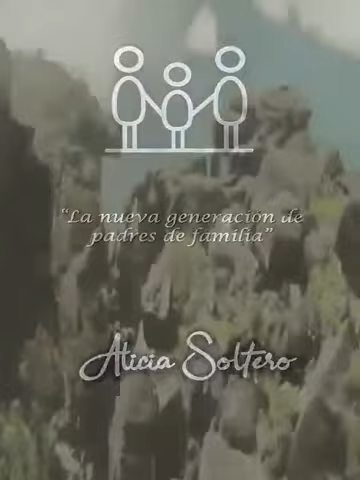 “La nueva generación de
padres de familia”
Alicia Soltero